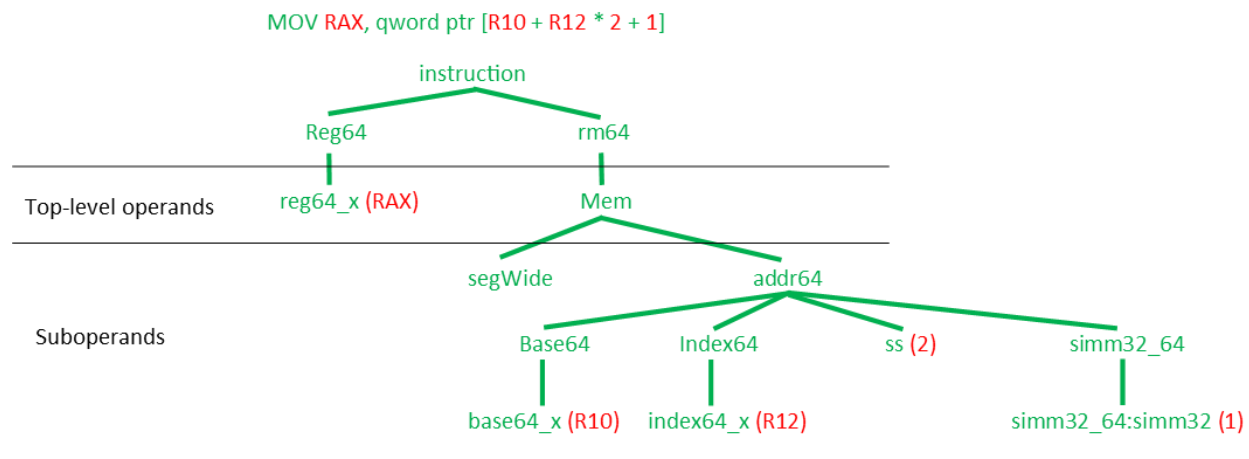 MOV RAX, qword ptr [R10 + R12 * 2 + 1]
instruction
Reg64 rm64
Top-level operands reg64_x (RAX) Mem
segWide addr64
Suboperands Base64 Index64 ss (2) simm32_64
base64_x (R10) index64_x (R12) simm32_64:simm32 (1)